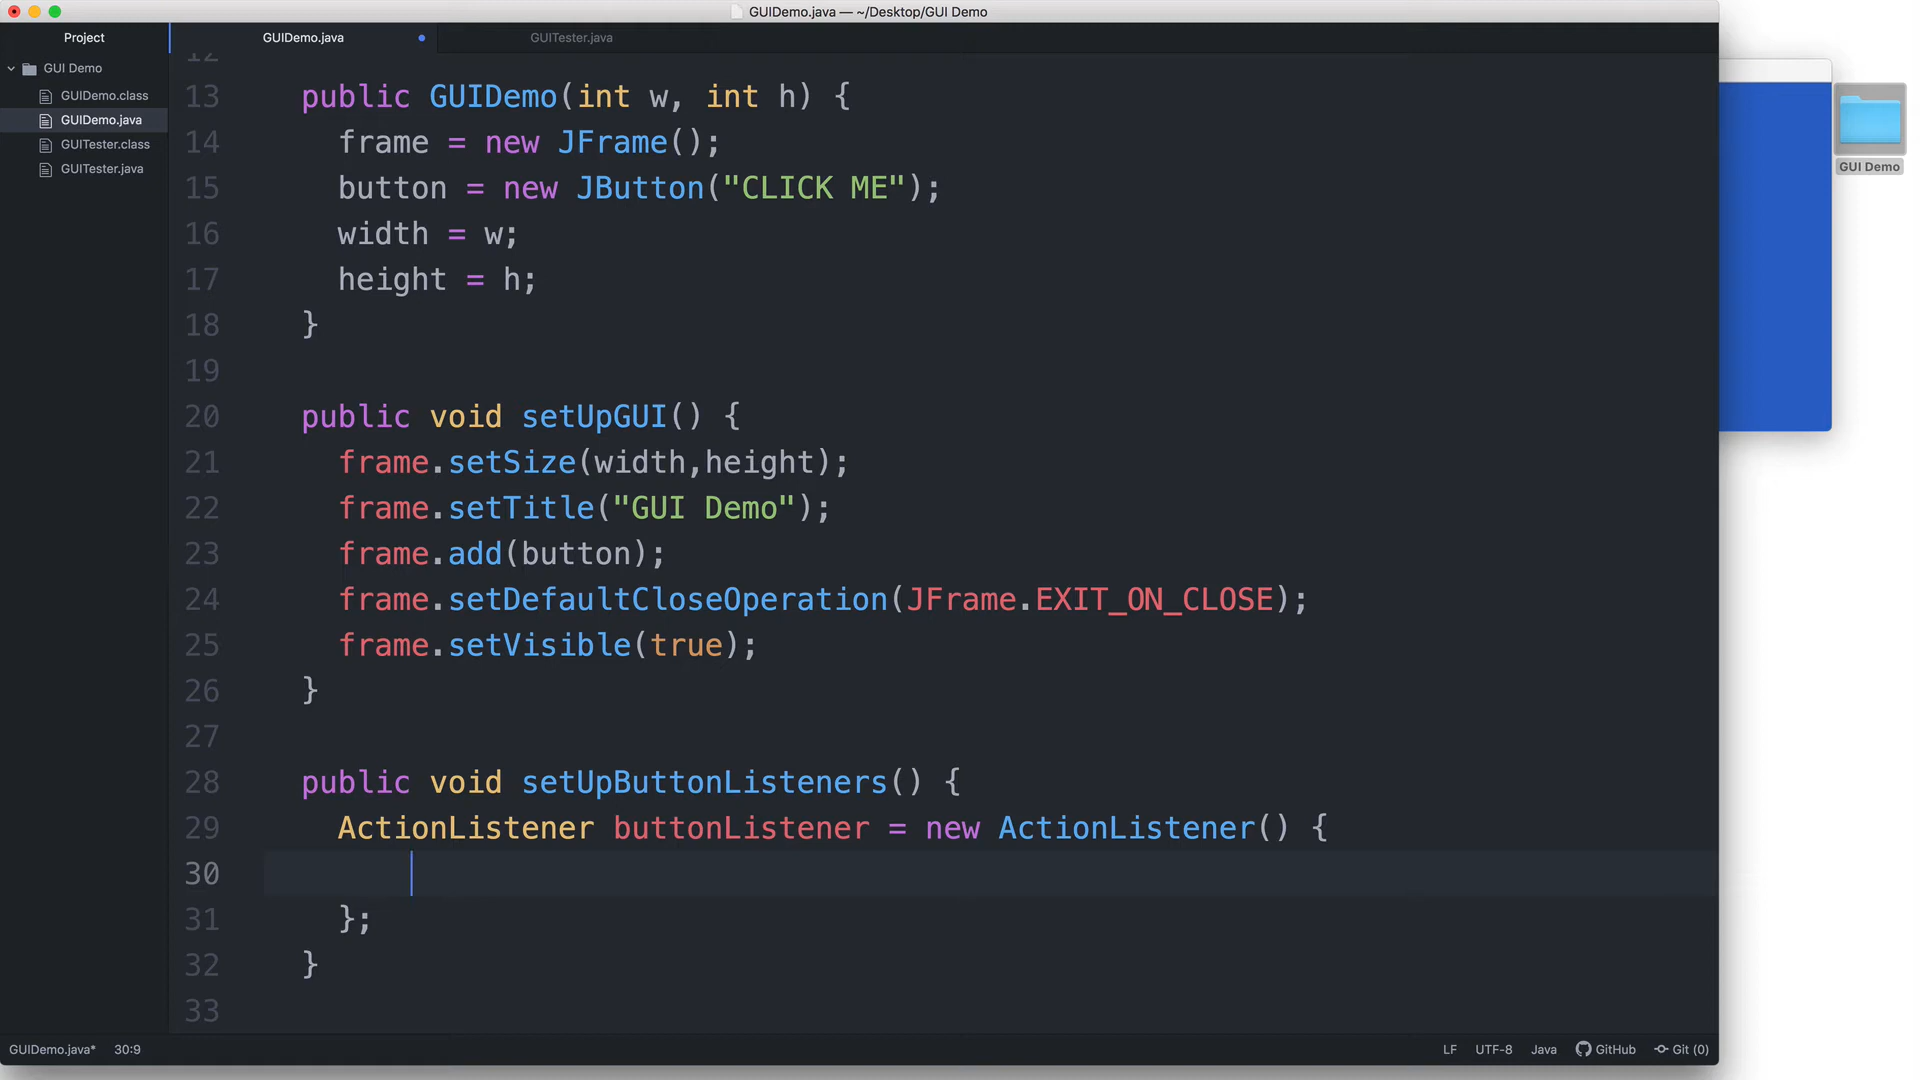 GUIDemo.java — ~/Desktop/GUI Demo
Project
GUIDemo.java
GUITester.java
GUI Demo
GUIDemo.class
GUIDemo.java
GUITester.class
GUITester.java
12
13 public GUIDemo(int w, int h) {
14 frame = new JFrame();
15 button = new JButton("CLICK ME");
16 width = w;
17 height = h;
18 }
19
20 public void setUpGUI() {
21 frame.setSize(width,height);
22 frame.setTitle("GUI Demo");
23 frame.add(button);
24 frame.setDefaultCloseOperation(JFrame.EXIT_ON_CLOSE);
25 frame.setVisible(true);
26 }
27
28 public void setUpButtonListeners() {
29 ActionListener buttonListener = new ActionListener() {
30
31 };
32 }
33
GUI Demo
GUIDemo.java* 30:9
LF UTF-8 Java GitHub Git (0)